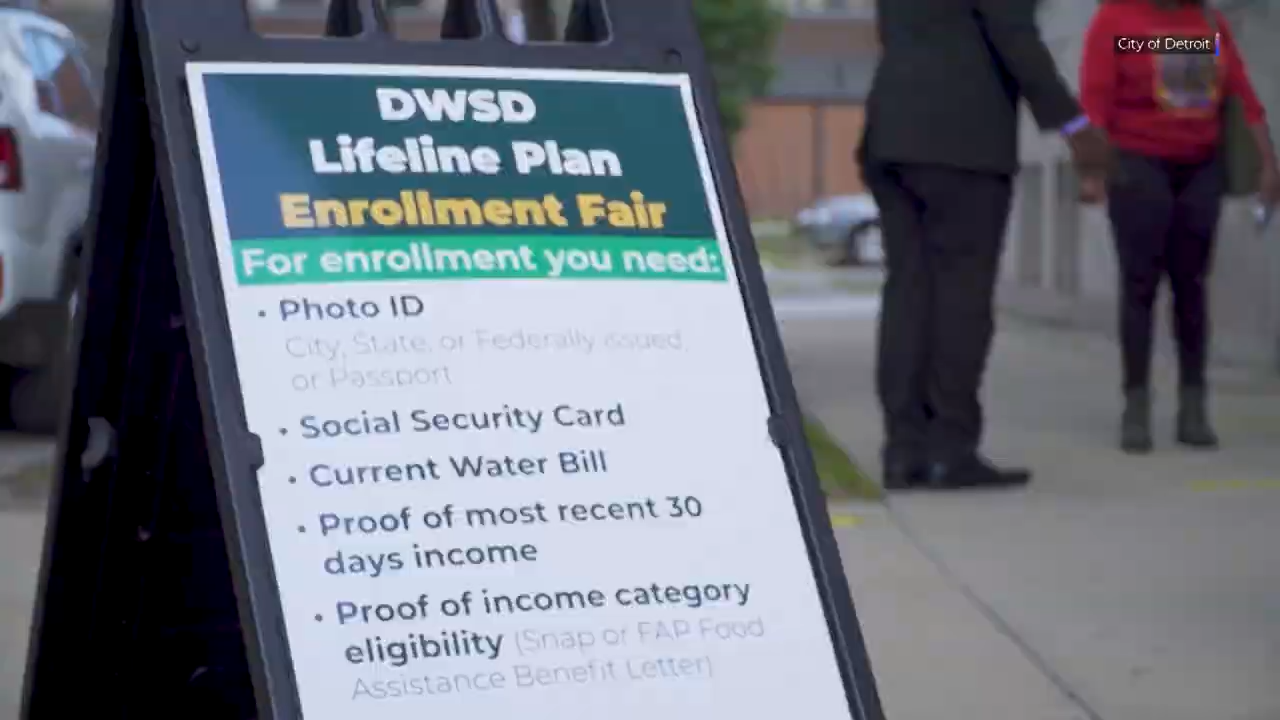 City of Detroit
DWSD
Lifeline Plan
Enrollment Fair
For enrollment you need:
• Photo ID
City, State, or Federally issued,
or Passport
• Social Security Card
• Current Water Bill
• Proof of most recent 30
days income
• Proof of income category
eligibility (Snap or FAP Food
Assistance Benefit Letter)